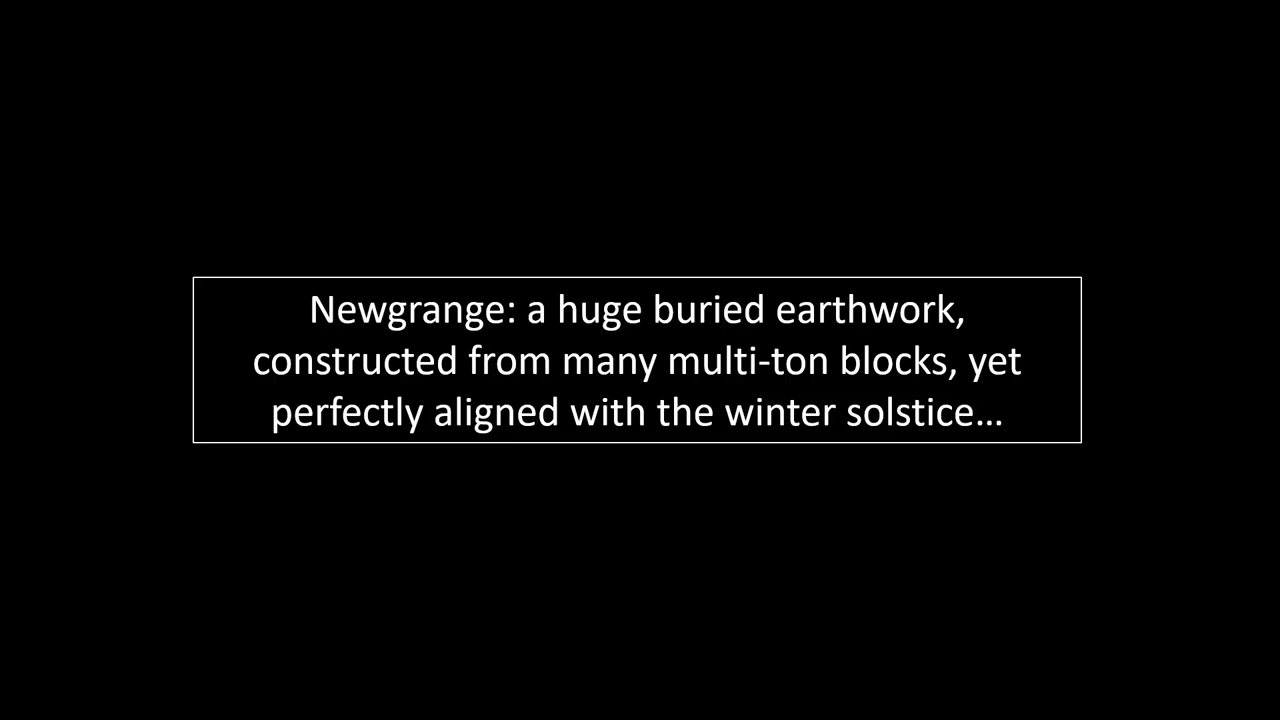 Newgrange: a huge buried earthwork,
constructed from many multi-ton blocks, yet
perfectly aligned with the winter solstice…